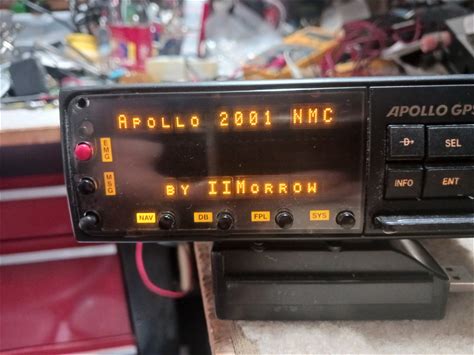 APOLLO 2001 NMC
APOLLO GPS
D
SEL
EMG
MSG
INFO
ENT
BY IIMORROW
NAV
DB
FPL
SYS